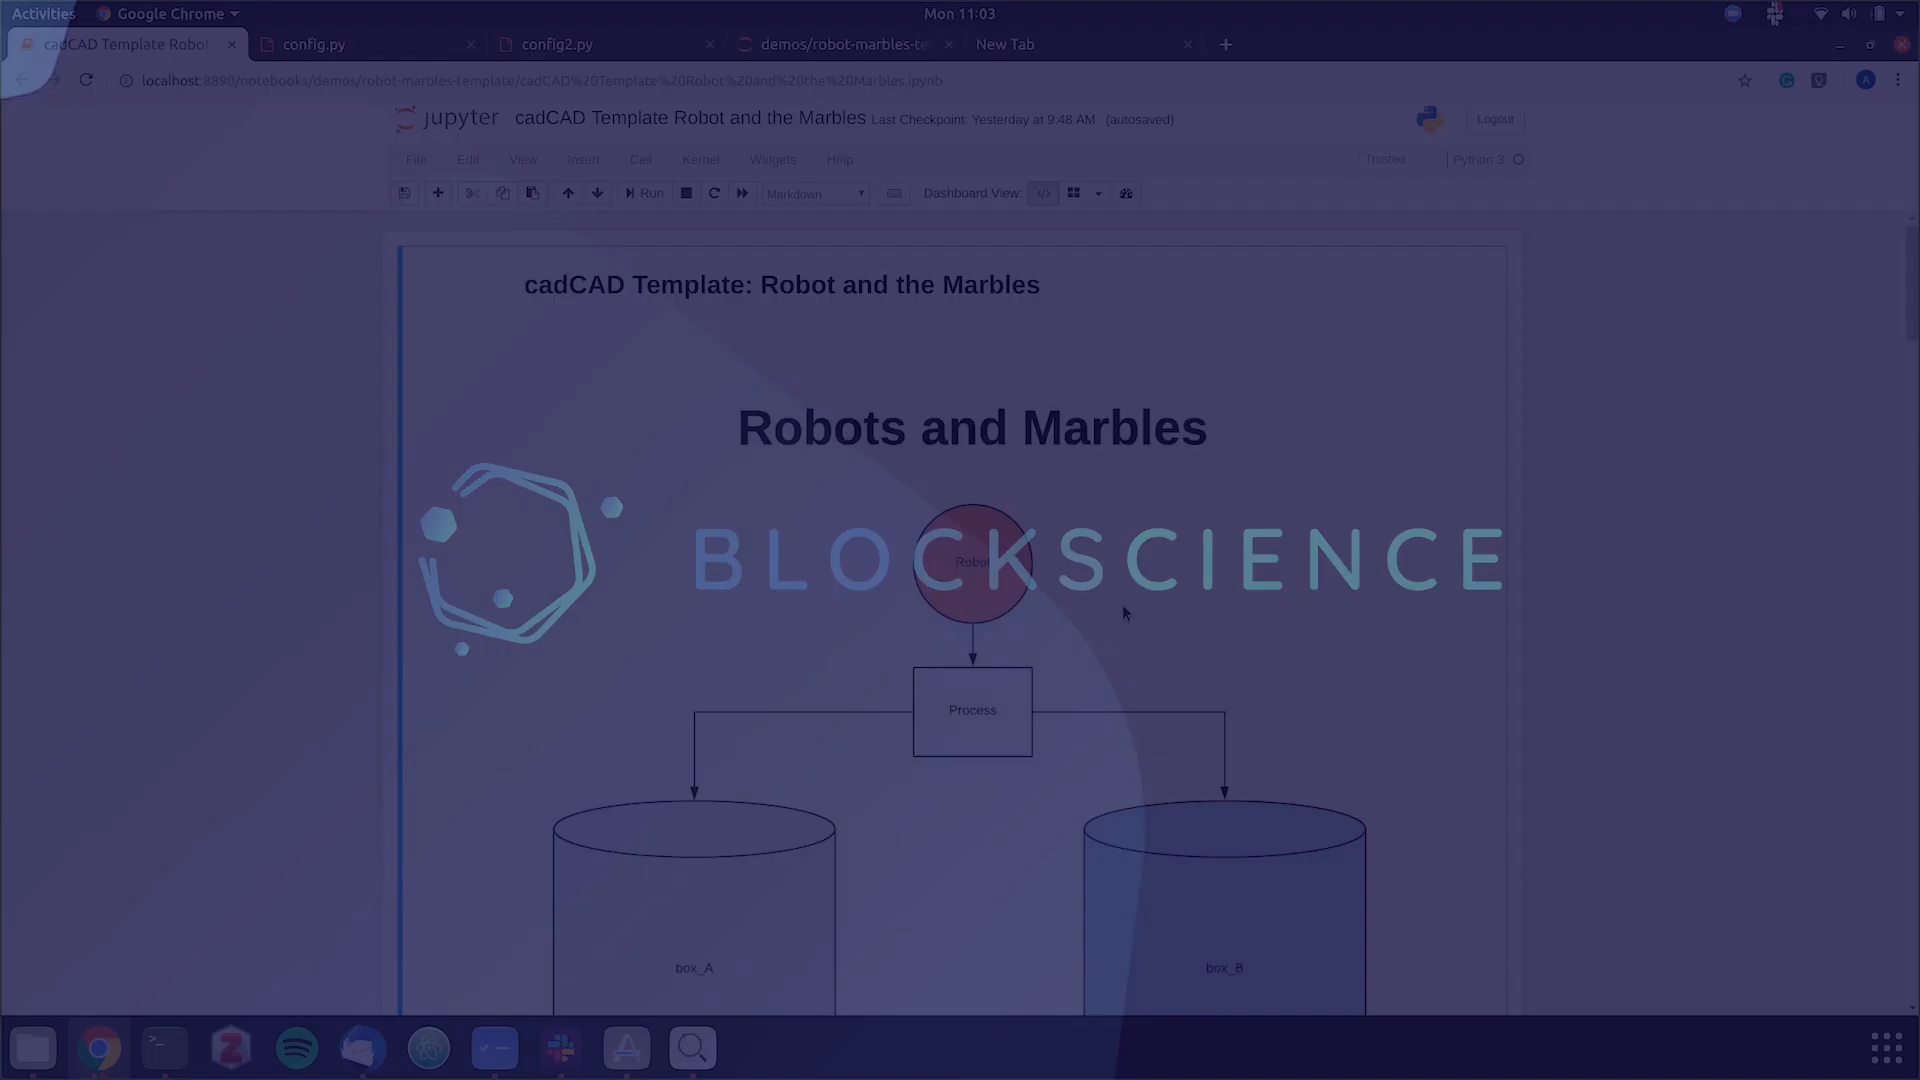 Activities Google Chrome Mon 11:03
cadCAD Template Robot config.py config2.py demos/robot-marbles-te New Tab
localhost:8890/notebooks/demos/robot-marbles-template/cadCAD%20Template%20Robot%20and%20the%20Marbles.ipynb A
jupyter cadCAD Template Robot and the Marbles Last Checkpoint: Yesterday at 9:48 AM (autosaved) Logout
File Edit View Insert Cell Kernel Widgets Help Trusted Python 3
Run Markdown Dashboard View:
cadCAD Template: Robot and the Marbles
Robots and Marbles
BLOCKSCIENCE
Robot
Process
box_A box_B